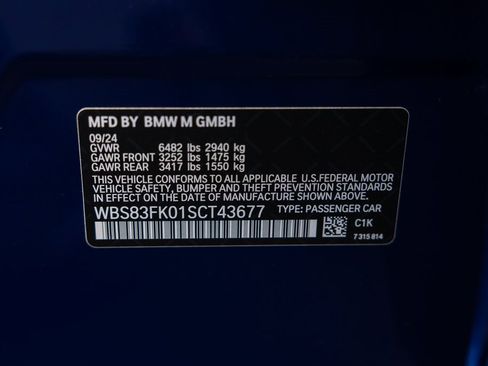 MFD BY BMW M GMBH
09/24
GVWR 6482 lbs 2940 kg
GAWR FRONT 3252 lbs 1475 kg
GAWR REAR 3417 lbs 1550 kg
THIS VEHICLE CONFORMS TO ALL APPLICABLE U.S.FEDERAL MOTOR
VEHICLE SAFETY, BUMPER AND THEFT PREVENTION STANDARDS
IN EFFECT ON THE DATE OF MANUFACTURE SHOWN ABOVE.
WBS83FK01SCT43677 TYPE: PASSENGER CAR
C1K
7 315 814